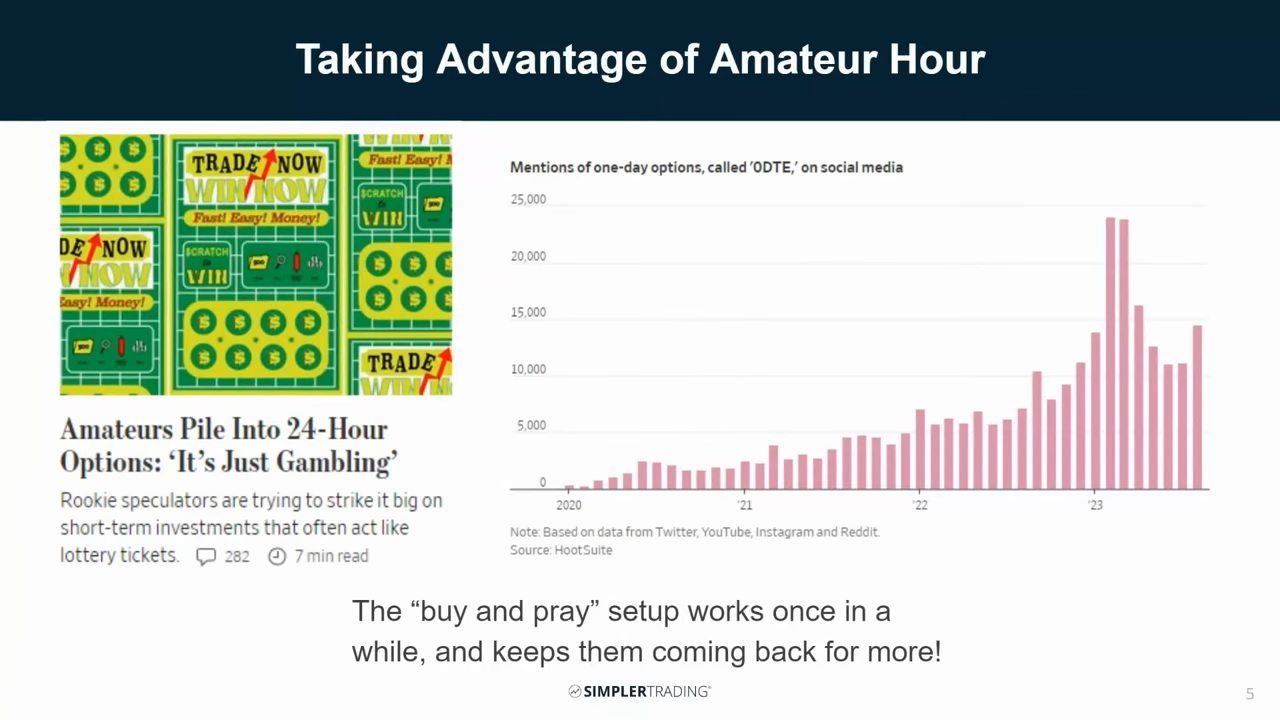 Taking Advantage of Amateur Hour
TRADE NOW
WIN NOW
Fast! Easy! Money!
SCRATCH
to
WIN
Fast! Easy! M
SCRATCH
WIN
DE NOW
NOW
Easy! Money!
TRADE
WIN
Amateurs Pile Into 24-Hour
Options: ‘It’s Just Gambling’
Rookie speculators are trying to strike it big on
short-term investments that often act like
lottery tickets. 282 7 min read
Mentions of one-day options, called ‘0DTE,’ on social media
25,000
20,000
15,000
10,000
5,000
0
2020 ’21 ’22 ’23
Note: Based on data from Twitter, YouTube, Instagram and Reddit.
Source: HootSuite
The “buy and pray” setup works once in a
while, and keeps them coming back for more!
SIMPLERTRADING
5